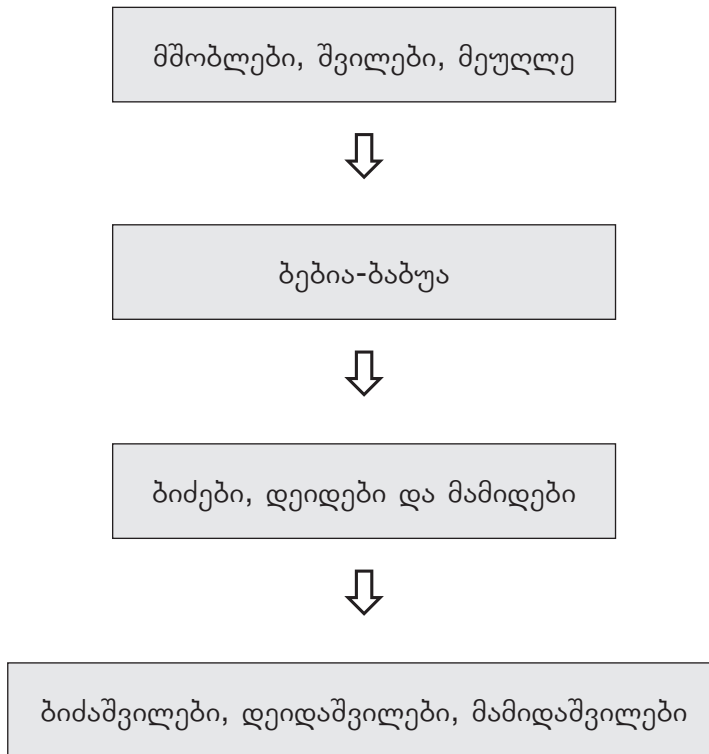 მშობლები, შვილები, მეუღლე
ბებია-ბაბუა
ბიძები, დეიდები და მამიდები
ბიძაშვილები, დეიდაშვილები, მამიდაშვილები